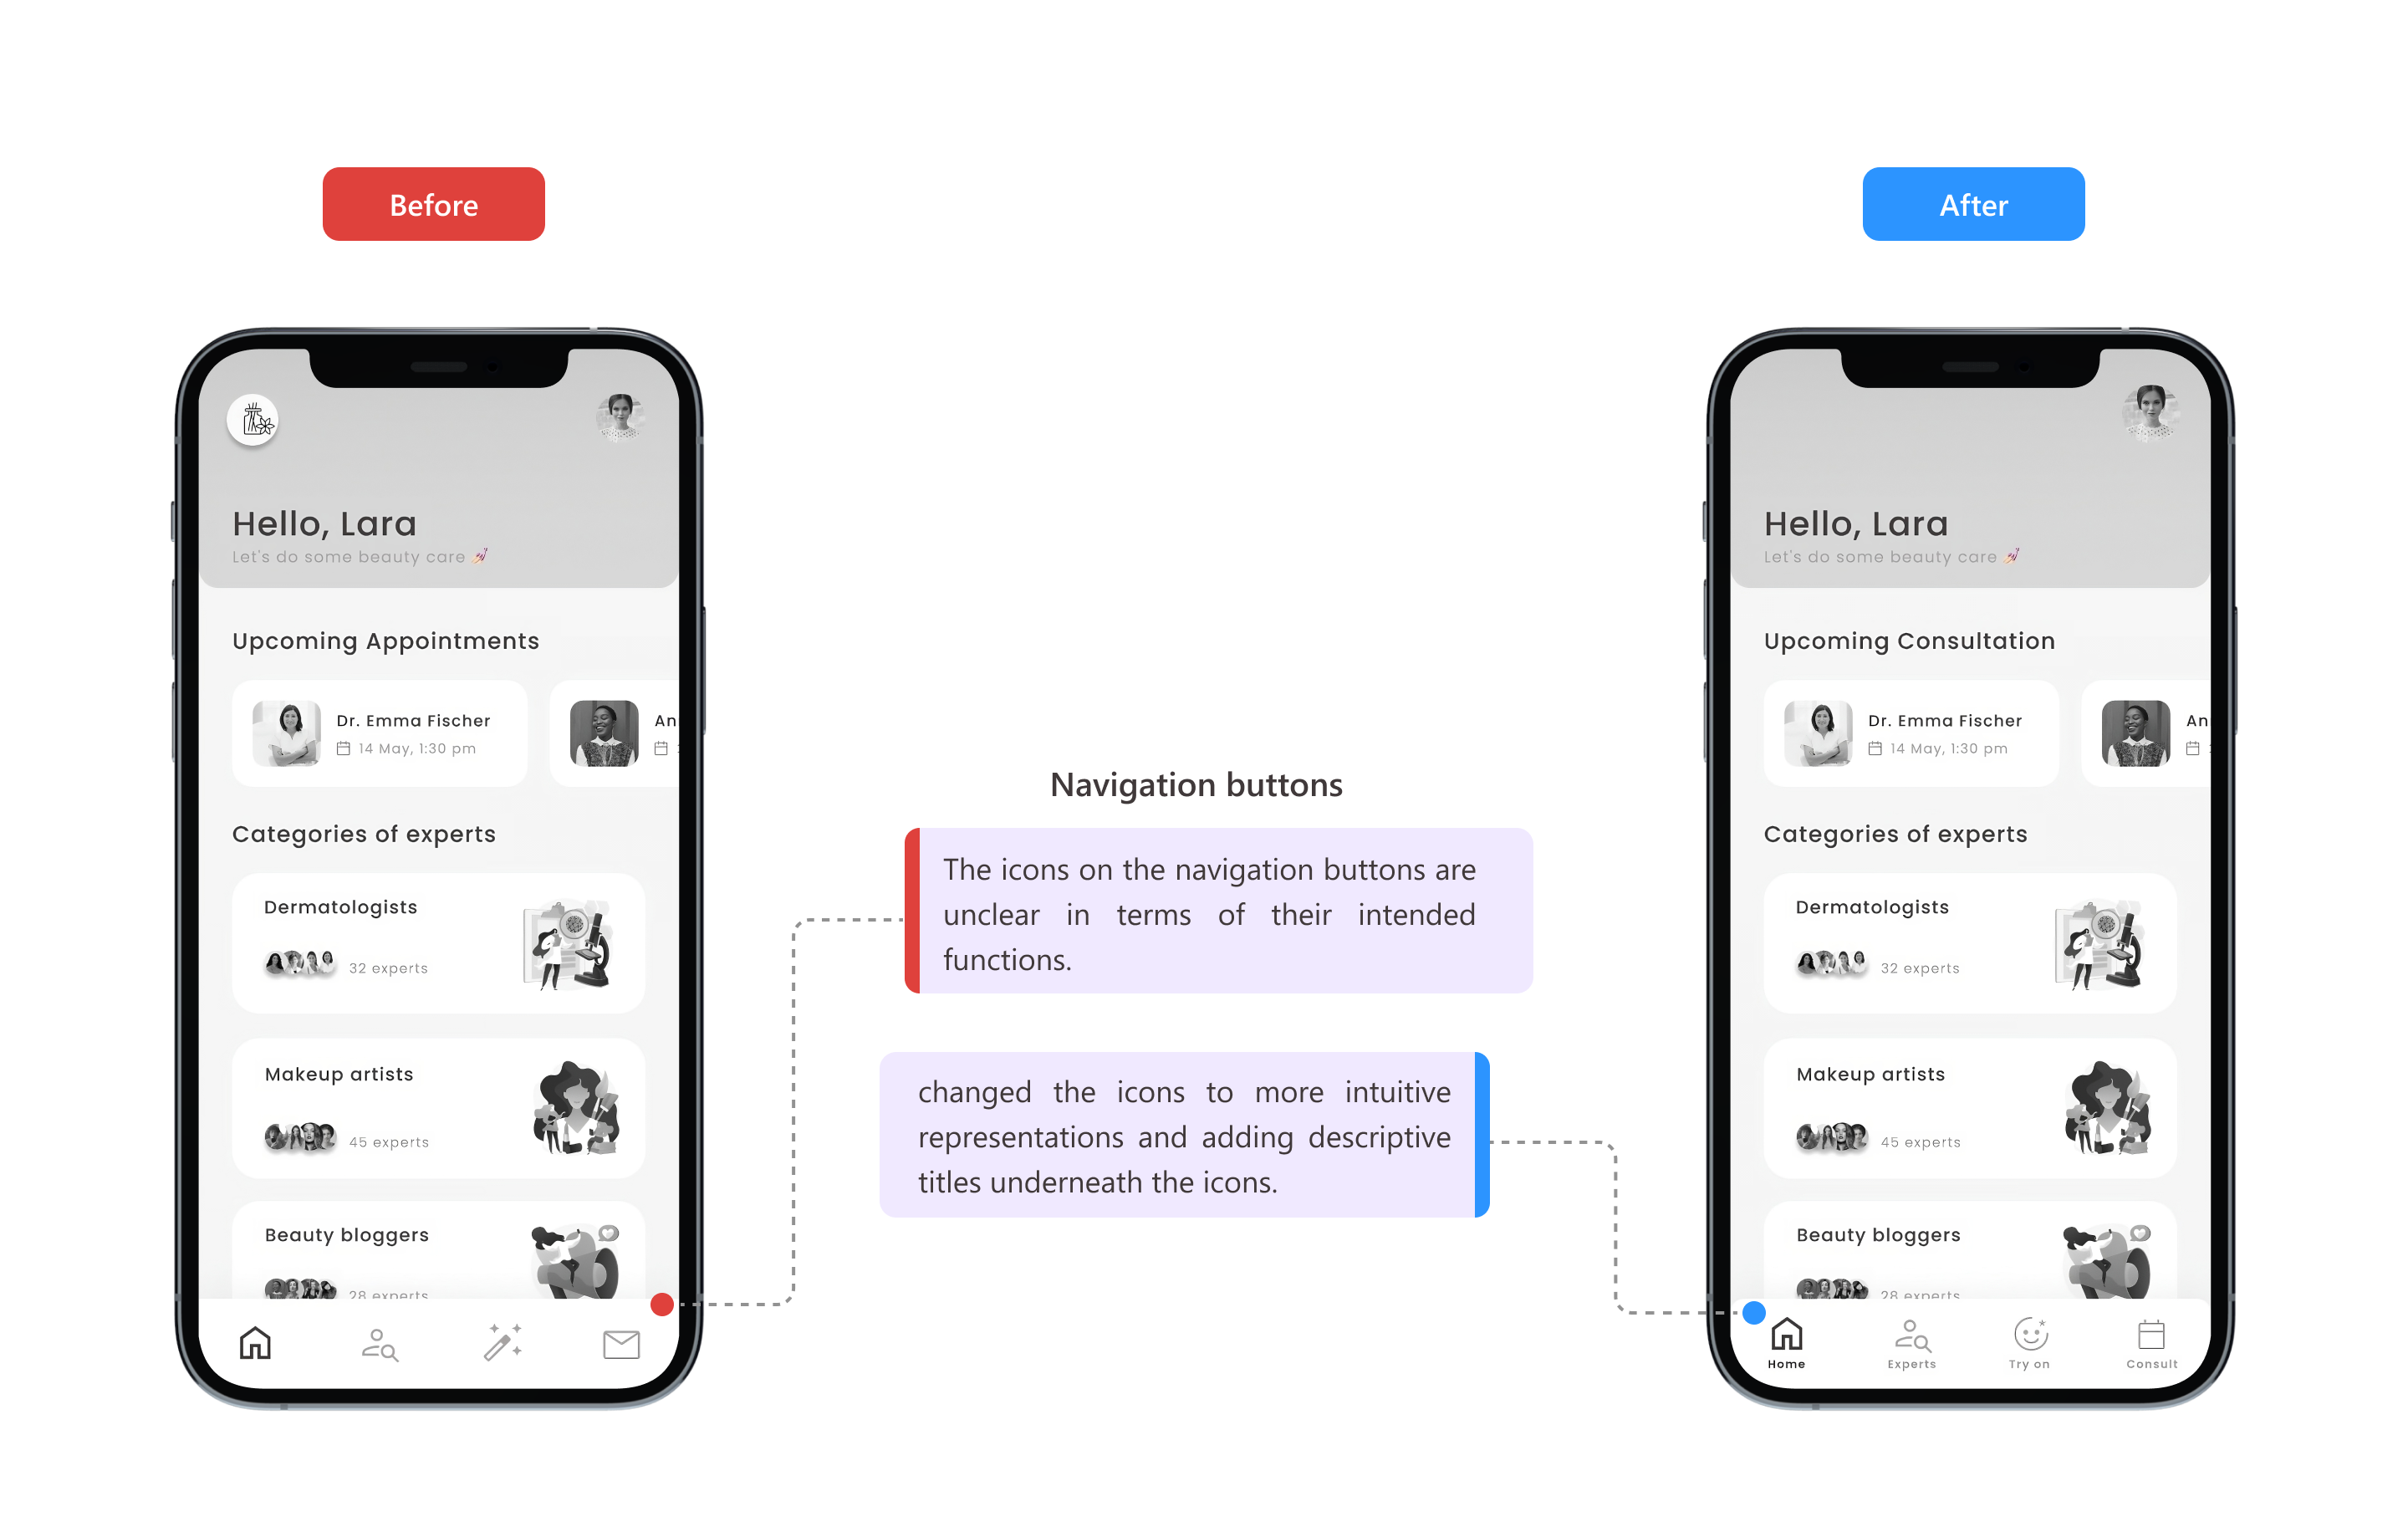 Before
After
Hello, Lara
Let's do some beauty care
Upcoming Appointments
Dr. Emma Fischer
14 May, 1:30 pm
An
Categories of experts
Dermatologists
32 experts
Makeup artists
45 experts
Beauty bloggers
28 experts
Navigation buttons
The icons on the navigation buttons are
unclear in terms of their intended
functions.
changed the icons to more intuitive
representations and adding descriptive
titles underneath the icons.
Hello, Lara
Let's do some beauty care
Upcoming Consultation
Dr. Emma Fischer
14 May, 1:30 pm
An
Categories of experts
Dermatologists
32 experts
Makeup artists
45 experts
Beauty bloggers
28 experts
Home
Experts
Try on
Consult